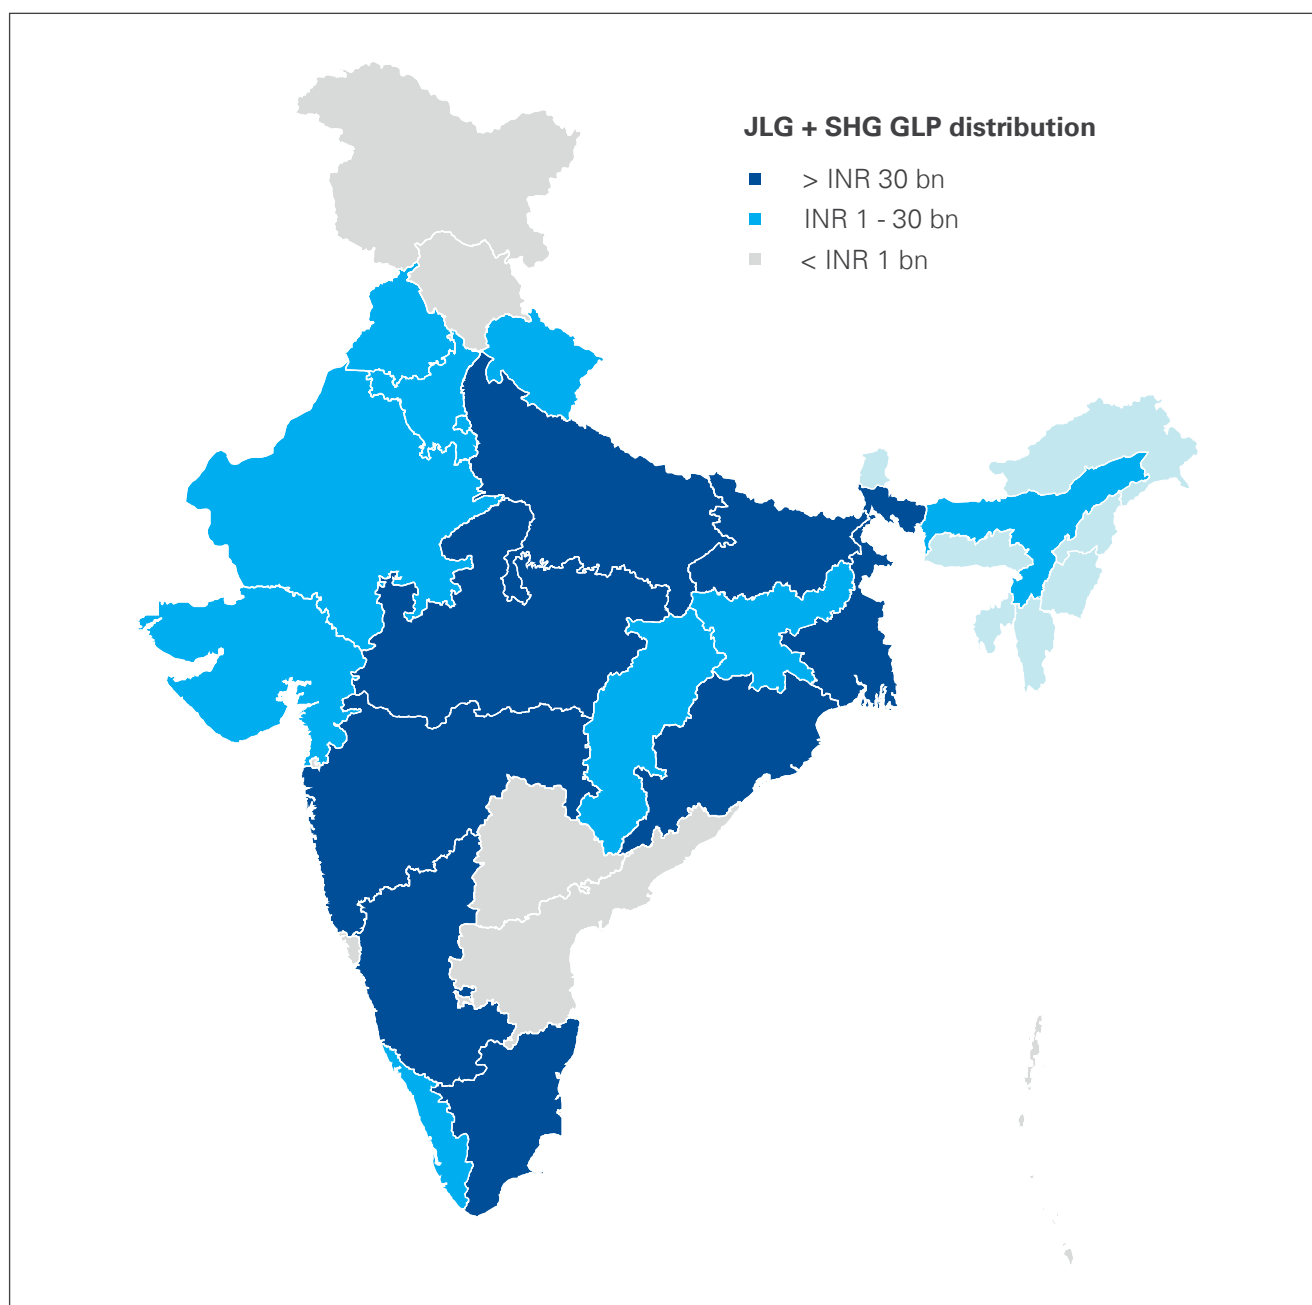 JLG + SHG GLP distribution
> INR 30 bn
INR 1 - 30 bn
< INR 1 bn